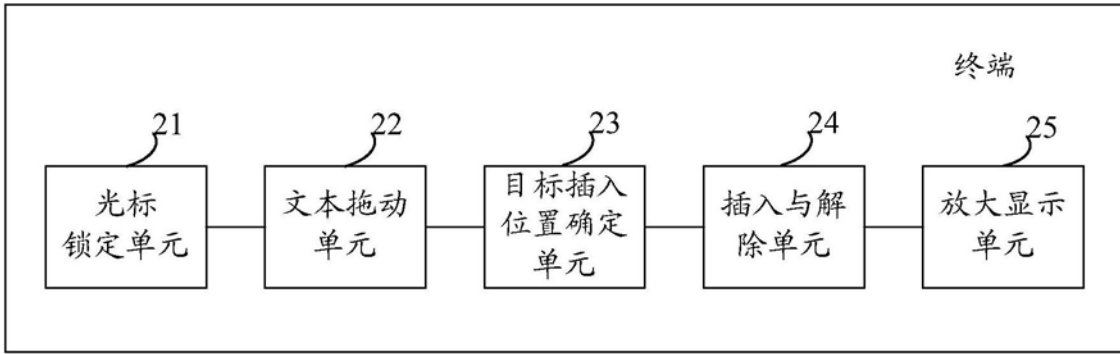 终端
21
22
23
24
25
光标
锁定单元
文本拖动
单元
目标插入
位置确定
单元
插入与解
除单元
放大显示
单元